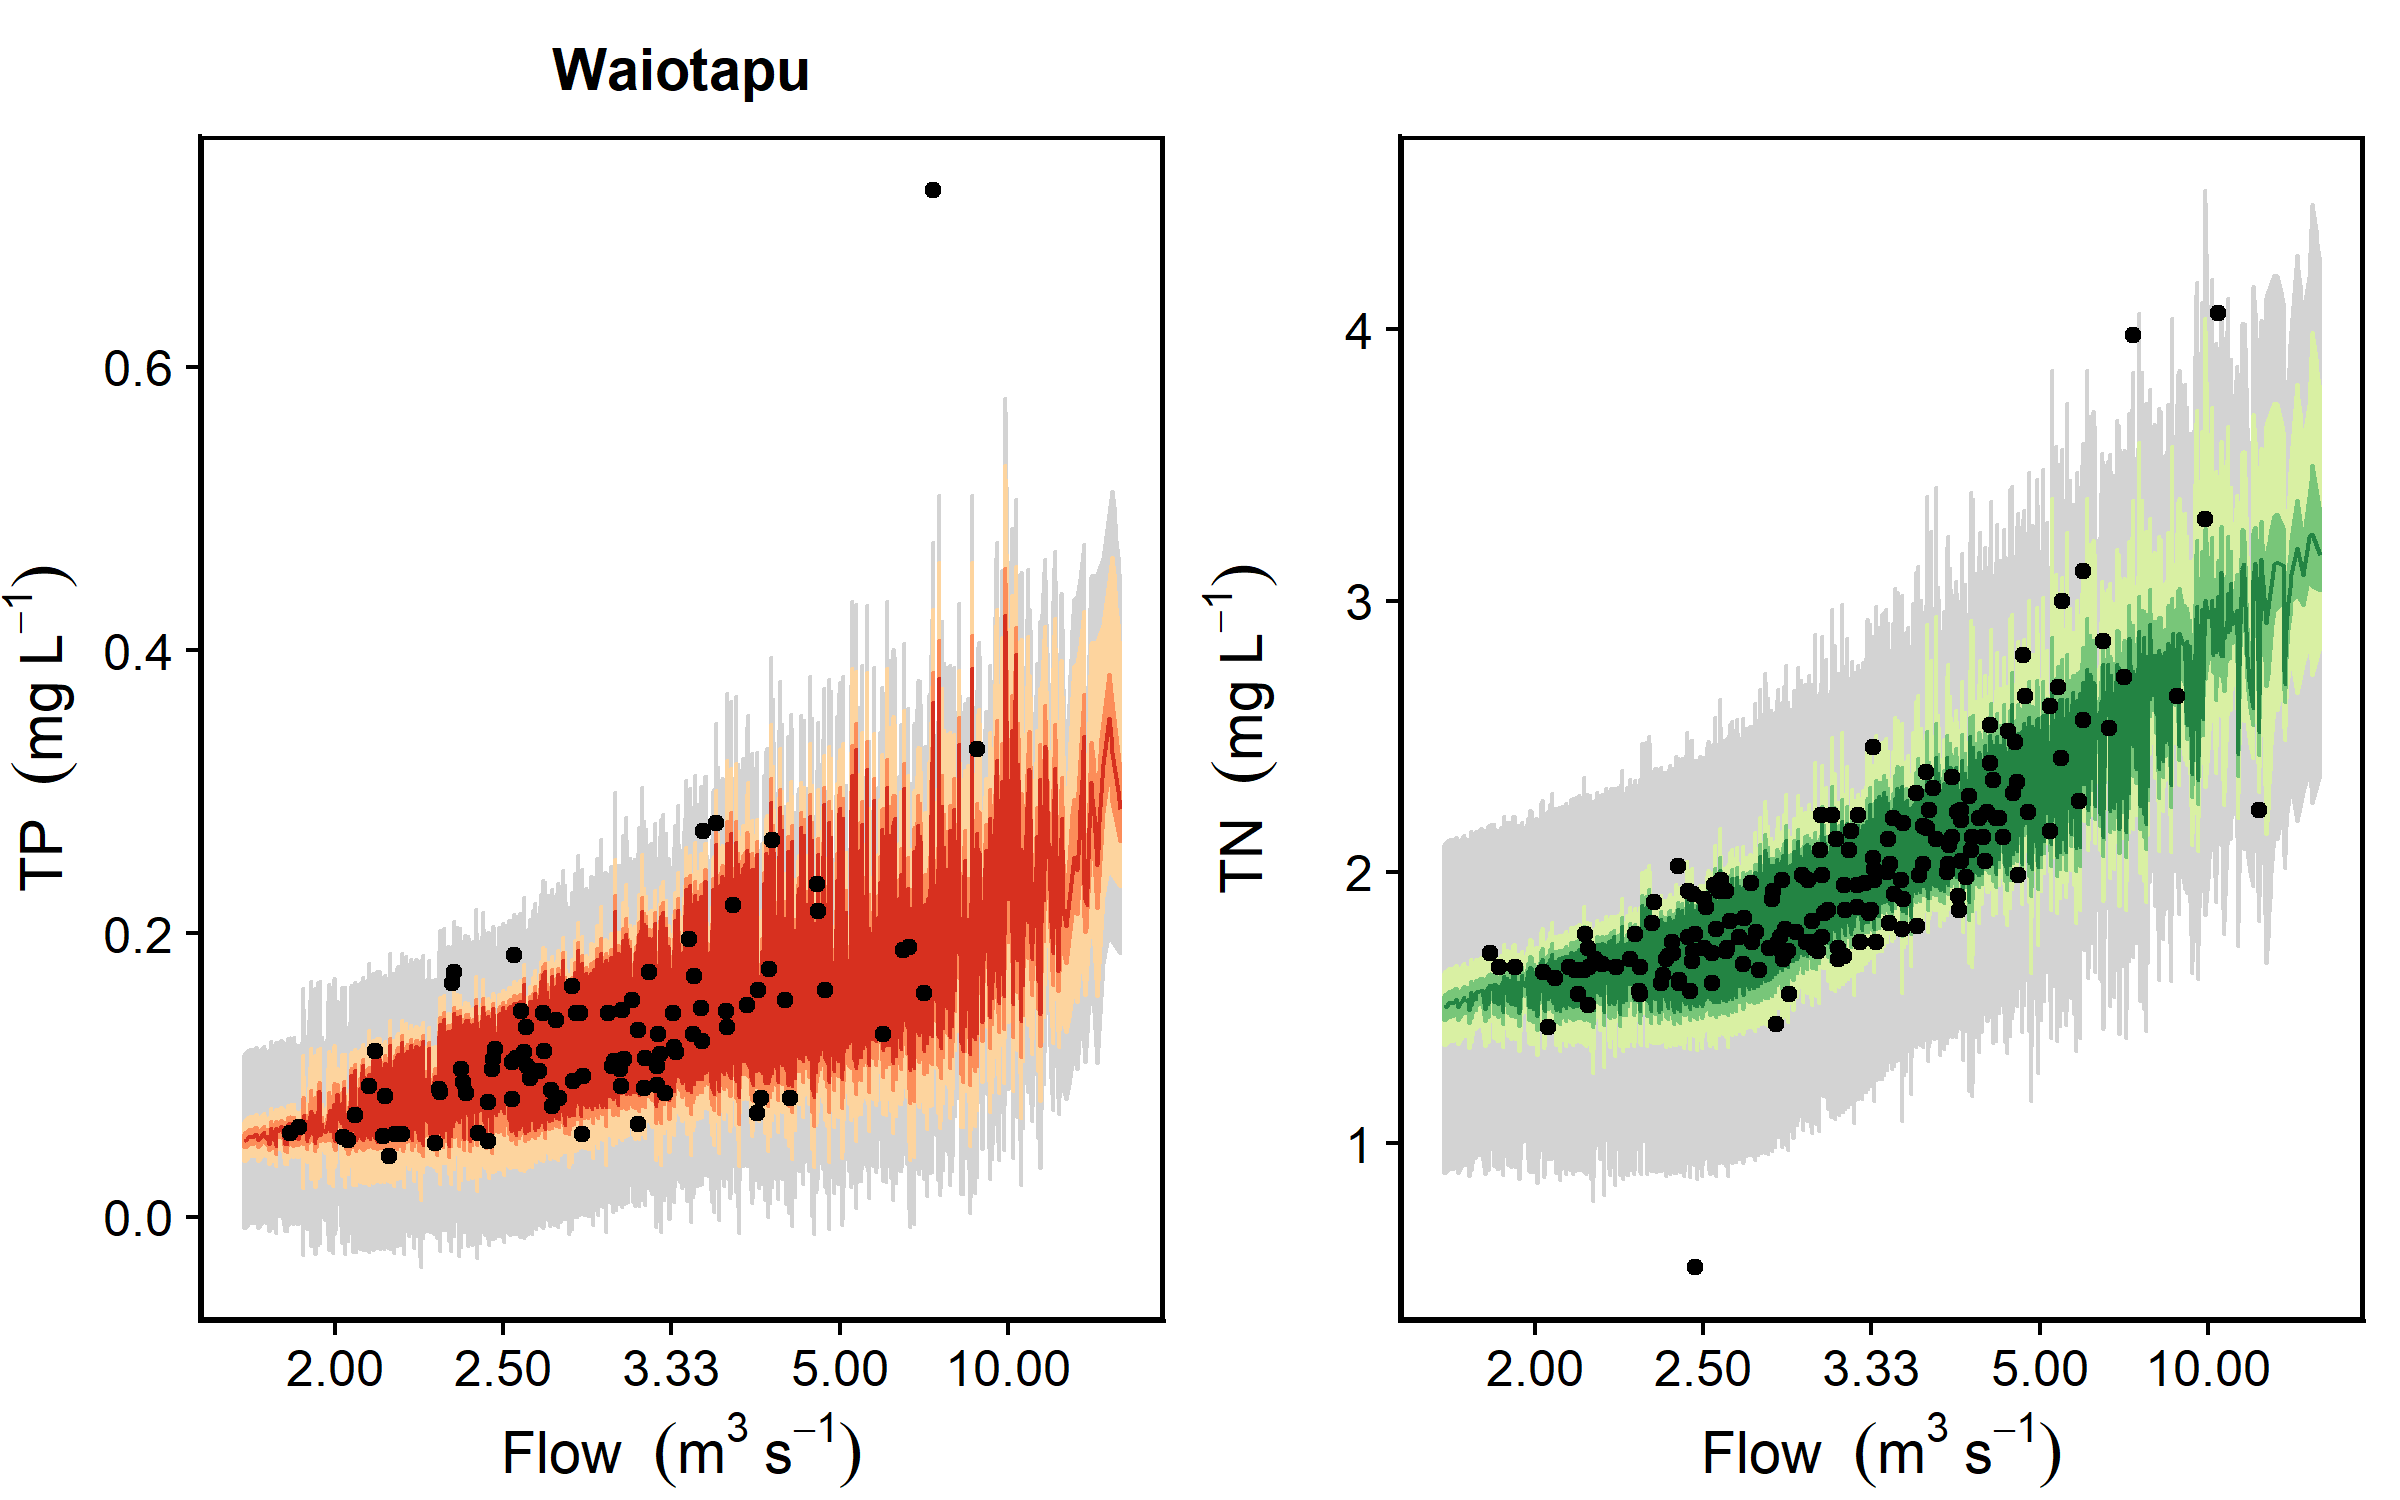 Waiotapu
TP (mg L⁻¹)
0.6
0.4
0.2
0.0
2.00 2.50 3.33 5.00 10.00
Flow (m³ s⁻¹)
TN (mg L⁻¹)
4
3
2
1
2.00 2.50 3.33 5.00 10.00
Flow (m³ s⁻¹)